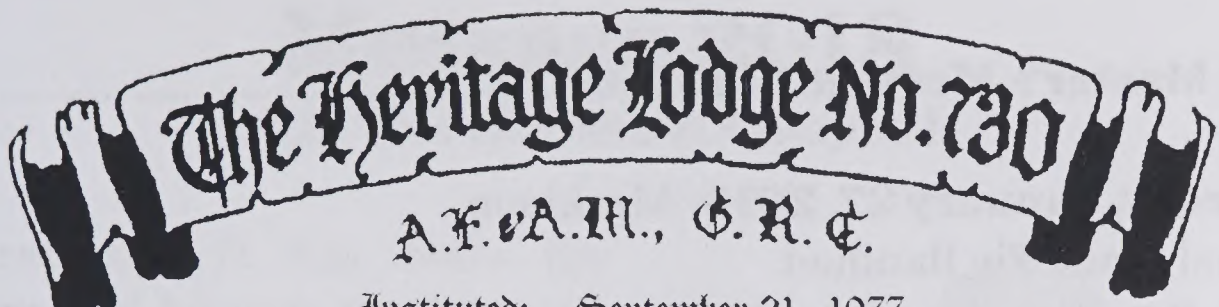 The Heritage Lodge No. 730
A.F. & A.M., G. R. C.
Instituted: September 21, 1977